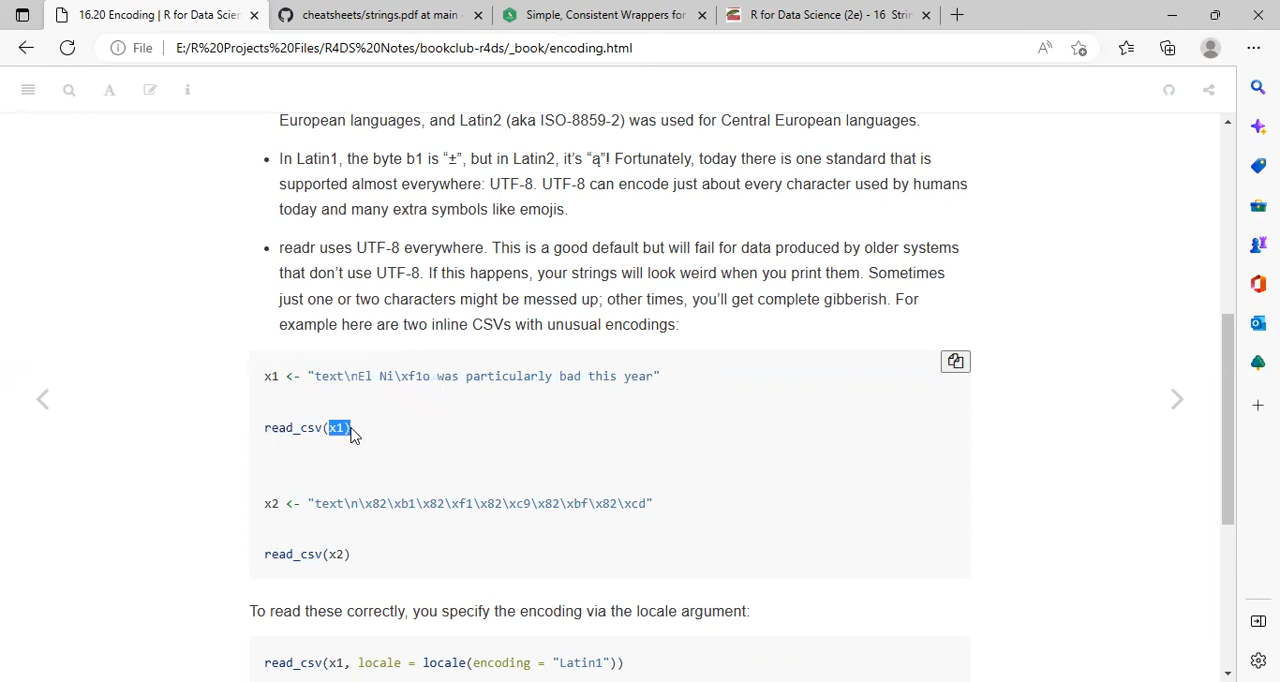 16.20 Encoding | R for Data Scien
cheatsheets/strings.pdf at main
Simple, Consistent Wrappers for
R for Data Science (2e) - 16 Strin
File
E:/R%20Projects%20Files/R4DS%20Notes/bookclub-r4ds/_book/encoding.html
European languages, and Latin2 (aka ISO-8859-2) was used for Central European languages.
• In Latin1, the byte b1 is “±”, but in Latin2, it’s “ą”! Fortunately, today there is one standard that is
supported almost everywhere: UTF-8. UTF-8 can encode just about every character used by humans
today and many extra symbols like emojis.
• readr uses UTF-8 everywhere. This is a good default but will fail for data produced by older systems
that don’t use UTF-8. If this happens, your strings will look weird when you print them. Sometimes
just one or two characters might be messed up; other times, you’ll get complete gibberish. For
example here are two inline CSVs with unusual encodings:
x1 <- "text\nEl Ni\xf1o was particularly bad this year"
read_csv(x1)
x2 <- "text\n\x82\xb1\x82\xf1\x82\xc9\x82\xbf\x82\xcd"
read_csv(x2)
To read these correctly, you specify the encoding via the locale argument:
read_csv(x1, locale = locale(encoding = "Latin1"))